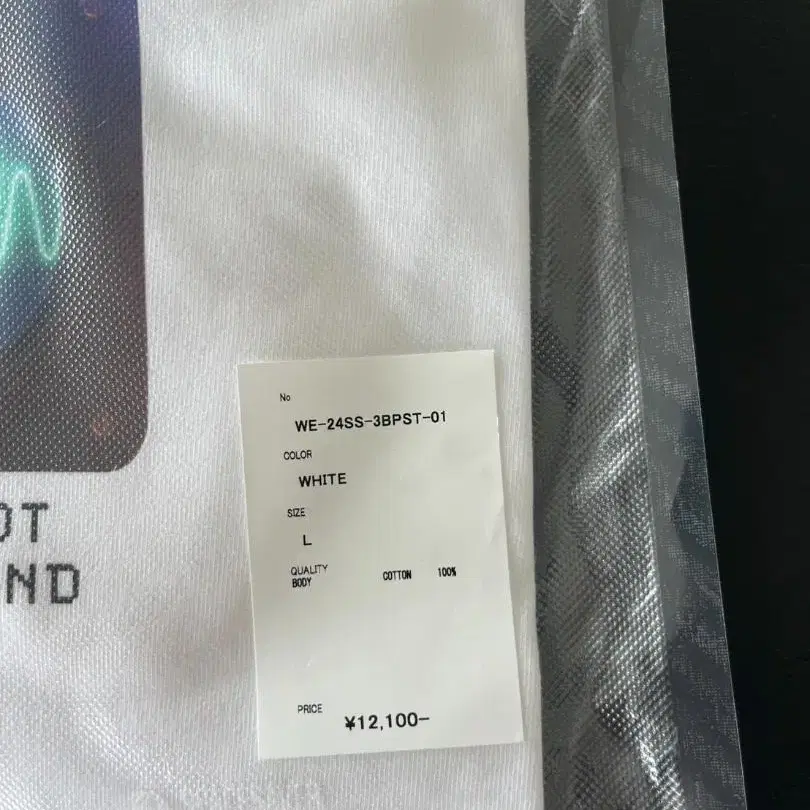 OT
ND
No
WE-24SS-3BPST-01
COLOR
WHITE
SIZE
L
QUALITY
BODY COTTON 100%
PRICE
¥12,100-